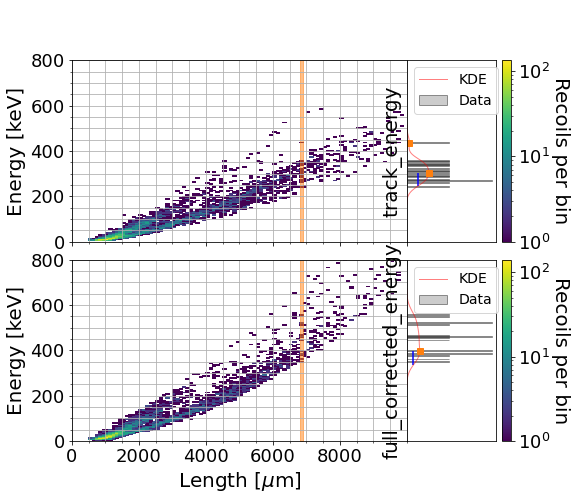 800
600
400
200
0
Energy [keV]
track_energy
KDE
Data
10²
10¹
10⁰
Recoils per bin
800
600
400
200
0
Energy [keV]
full_corrected_energy
KDE
Data
10²
10¹
10⁰
Recoils per bin
0 2000 4000 6000 8000
Length [μm]